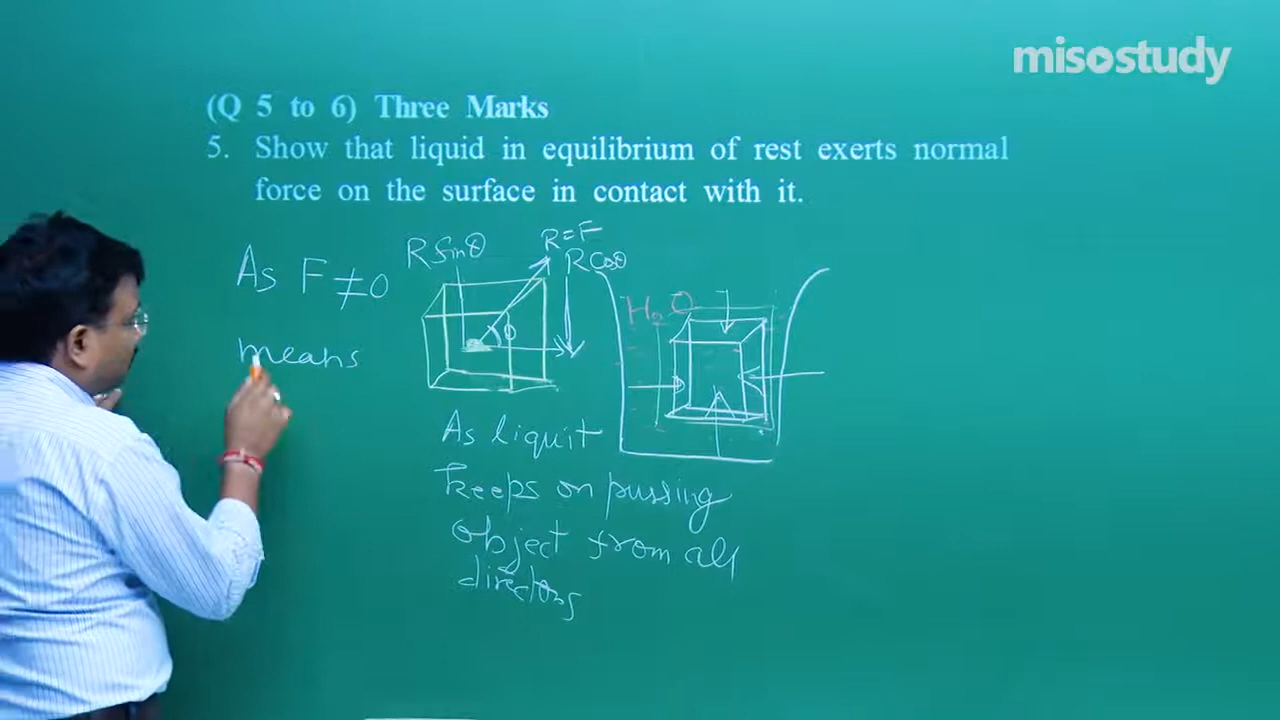 misostudy
(Q 5 to 6) Three Marks
5. Show that liquid in equilibrium of rest exerts normal
force on the surface in contact with it.
As F ≠ 0
means
R Sinθ
R = F
R Cosθ
θ
H₂O
As liquit
keeps on pussing
object from all
directons